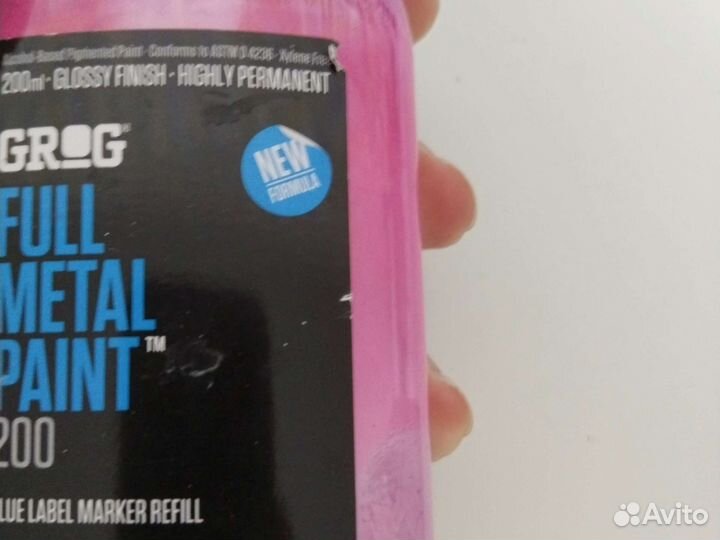 Alcohol-Based Pigmented Paint · Conforms to ASTM D 4236 · Xylene Free
200ml · GLOSSY FINISH · HIGHLY PERMANENT
GROG
NEW
FORMULA
FULL
METAL
PAINT™
200
LUE LABEL MARKER REFILL
Avito